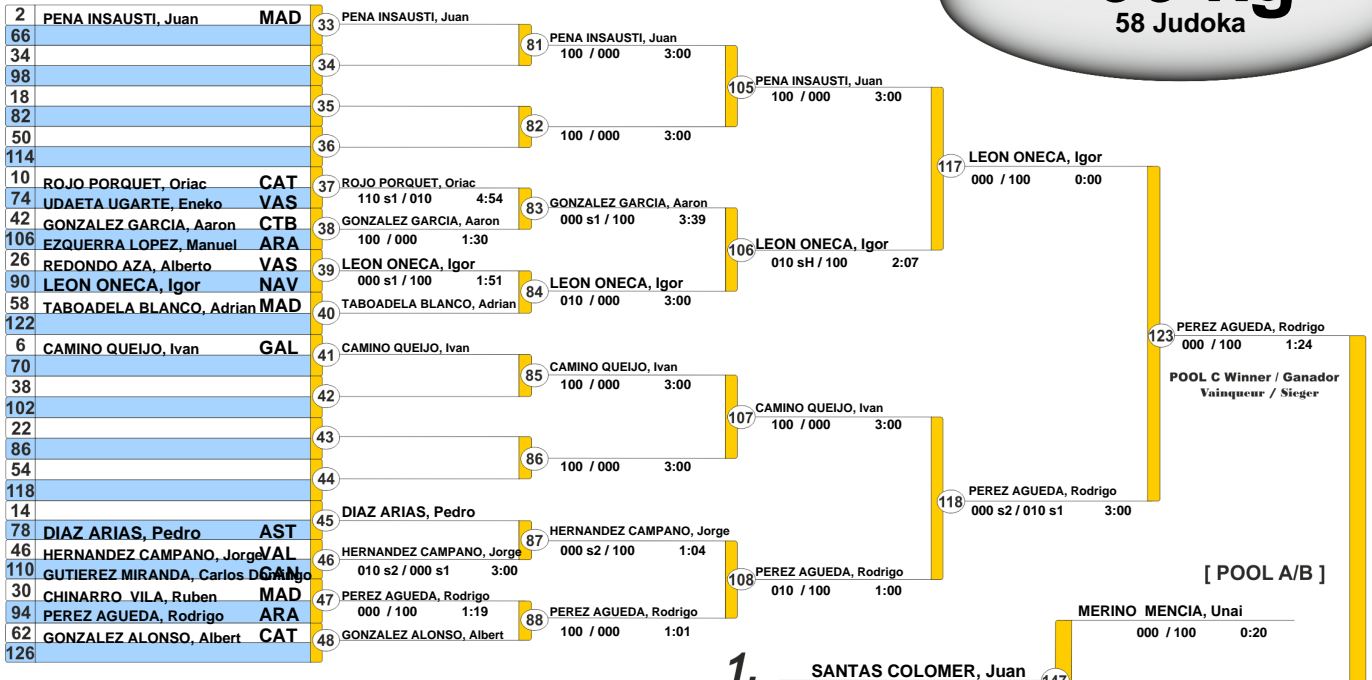 58 Judoka
2 PENA INSAUSTI, Juan MAD
66
34
98
18
82
50
114
10 ROJO PORQUET, Oriac CAT
74 UDAETA UGARTE, Eneko VAS
42 GONZALEZ GARCIA, Aaron CTB
106 EZQUERRA LOPEZ, Manuel ARA
26 REDONDO AZA, Alberto VAS
90 LEON ONECA, Igor NAV
58 TABOADELA BLANCO, Adrian MAD
122
6 CAMINO QUEIJO, Ivan GAL
70
38
102
22
86
54
118
14
78 DIAZ ARIAS, Pedro AST
46 HERNANDEZ CAMPANO, Jorge VAL
110 GUTIEREZ MIRANDA, Carlos Domingo CAN
30 CHINARRO VILA, Ruben MAD
94 PEREZ AGUEDA, Rodrigo ARA
62 GONZALEZ ALONSO, Albert CAT
126
33 PENA INSAUSTI, Juan
34
35
36
37 ROJO PORQUET, Oriac
110 s1 / 010 4:54
38 GONZALEZ GARCIA, Aaron
100 / 000 1:30
39 LEON ONECA, Igor
000 s1 / 100 1:51
40 TABOADELA BLANCO, Adrian
41 CAMINO QUEIJO, Ivan
42
43
44
45 DIAZ ARIAS, Pedro
46 HERNANDEZ CAMPANO, Jorge
010 s2 / 000 s1 3:00
47 PEREZ AGUEDA, Rodrigo
000 / 100 1:19
48 GONZALEZ ALONSO, Albert
81 PENA INSAUSTI, Juan
100 / 000 3:00
82
100 / 000 3:00
83 GONZALEZ GARCIA, Aaron
000 s1 / 100 3:39
84 LEON ONECA, Igor
010 / 000 3:00
85 CAMINO QUEIJO, Ivan
100 / 000 3:00
86
100 / 000 3:00
87 HERNANDEZ CAMPANO, Jorge
000 s2 / 100 1:04
88 PEREZ AGUEDA, Rodrigo
100 / 000 1:01
105 PENA INSAUSTI, Juan
100 / 000 3:00
106 LEON ONECA, Igor
010 sH / 100 2:07
107 CAMINO QUEIJO, Ivan
100 / 000 3:00
108 PEREZ AGUEDA, Rodrigo
010 / 100 1:00
117 LEON ONECA, Igor
000 / 100 0:00
118 PEREZ AGUEDA, Rodrigo
000 s2 / 010 s1 3:00
123 PEREZ AGUEDA, Rodrigo
000 / 100 1:24
POOL C Winner / Ganador
Vainqueur / Sieger
[ POOL A/B ]
MERINO MENCIA, Unai
000 / 100 0:20
1. SANTAS COLOMER, Juan
147